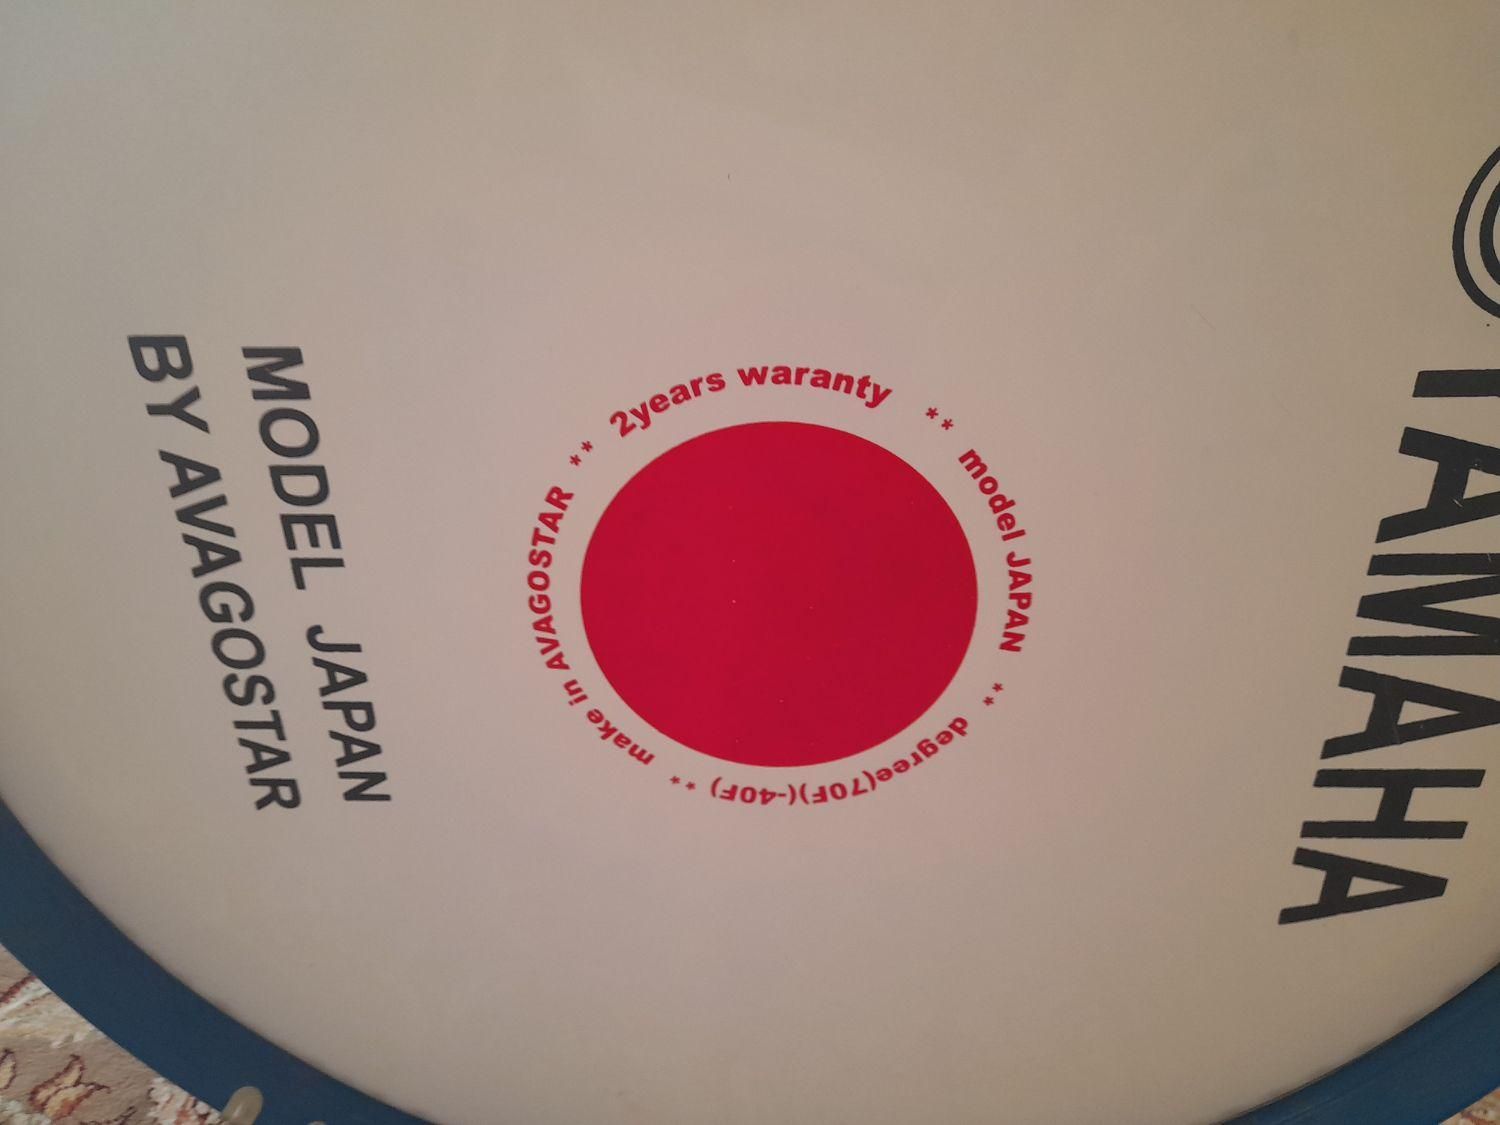 YAMAHA
2years waranty ** model JAPAN ** degree(70F)(-40F) ** make in AVAGOSTAR **
MODEL JAPAN
BY AVAGOSTAR